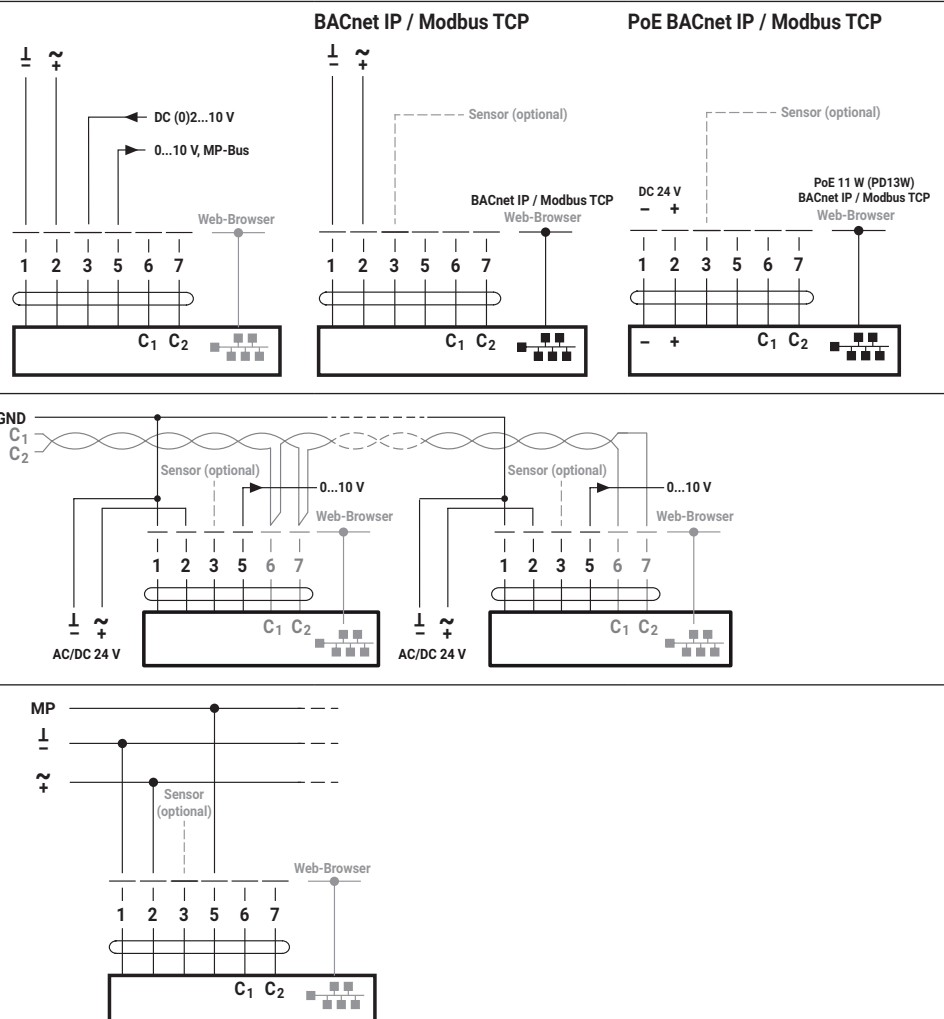 BACnet IP / Modbus TCP
PoE BACnet IP / Modbus TCP
⊥ ~
– +
DC (0)2...10 V
0...10 V, MP-Bus
Web-Browser
1 2 3 5 6 7
C1 C2
⊥ ~
– +
Sensor (optional)
BACnet IP / Modbus TCP
Web-Browser
1 2 3 5 6 7
C1 C2
Sensor (optional)
DC 24 V
– +
PoE 11 W (PD13W)
BACnet IP / Modbus TCP
Web-Browser
1 2 3 5 6 7
– + C1 C2
GND
C1
C2
Sensor (optional)
0...10 V
Web-Browser
1 2 3 5 6 7
C1 C2
⊥ ~
– +
AC/DC 24 V
Sensor (optional)
0...10 V
Web-Browser
1 2 3 5 6 7
C1 C2
⊥ ~
– +
AC/DC 24 V
MP
⊥
–
~
+
Sensor
(optional)
Web-Browser
1 2 3 5 6 7
C1 C2